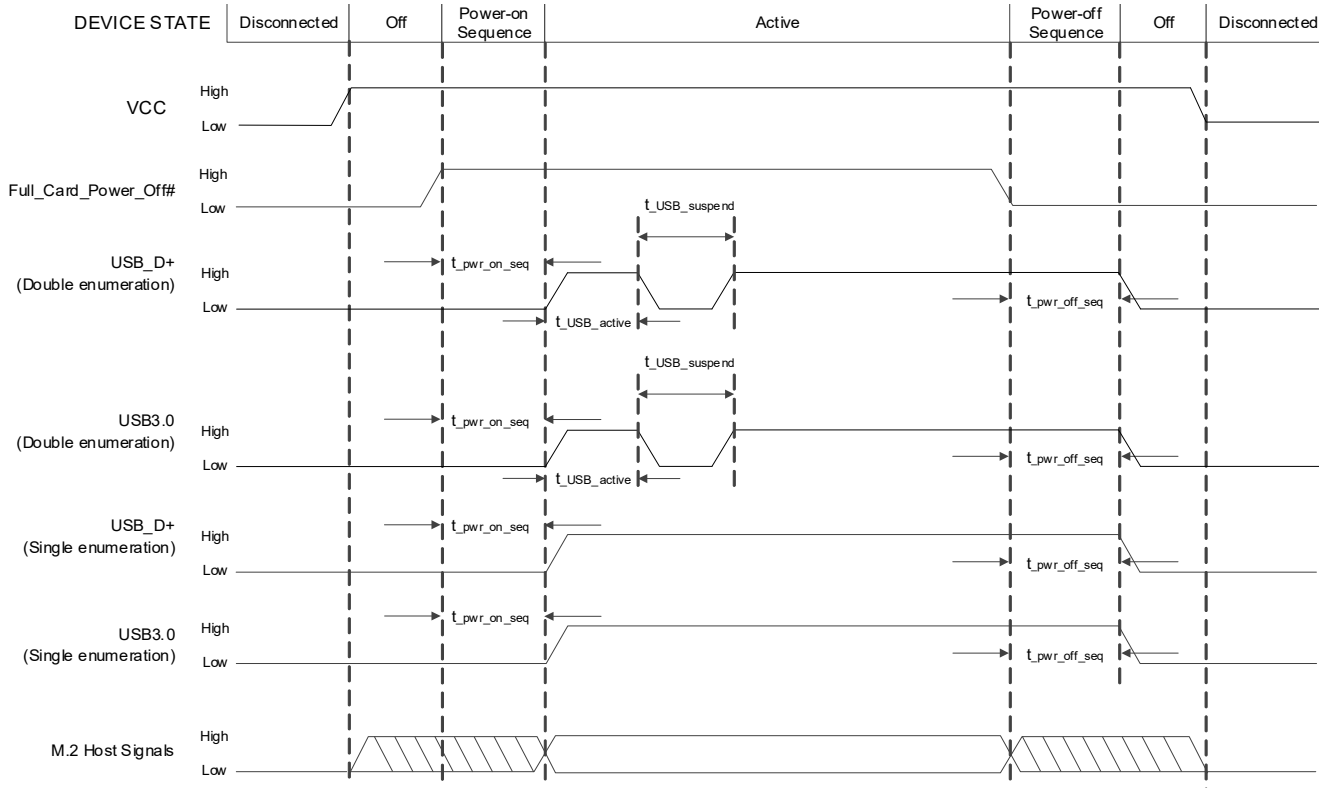 DEVICE STATE Disconnected Off Power-on Sequence Active Power-off Sequence Off Disconnected
VCC High
Low
Full_Card_Power_Off# High
Low
t_USB_suspend
USB_D+
(Double enumeration) High
Low
t_pwr_on_seq
t_USB_active
t_pwr_off_seq
t_USB_suspend
USB3.0
(Double enumeration) High
Low
t_pwr_on_seq
t_USB_active
t_pwr_off_seq
USB_D+
(Single enumeration) High
Low
t_pwr_on_seq
t_pwr_off_seq
USB3.0
(Single enumeration) High
Low
t_pwr_on_seq
t_pwr_off_seq
M.2 Host Signals High
Low